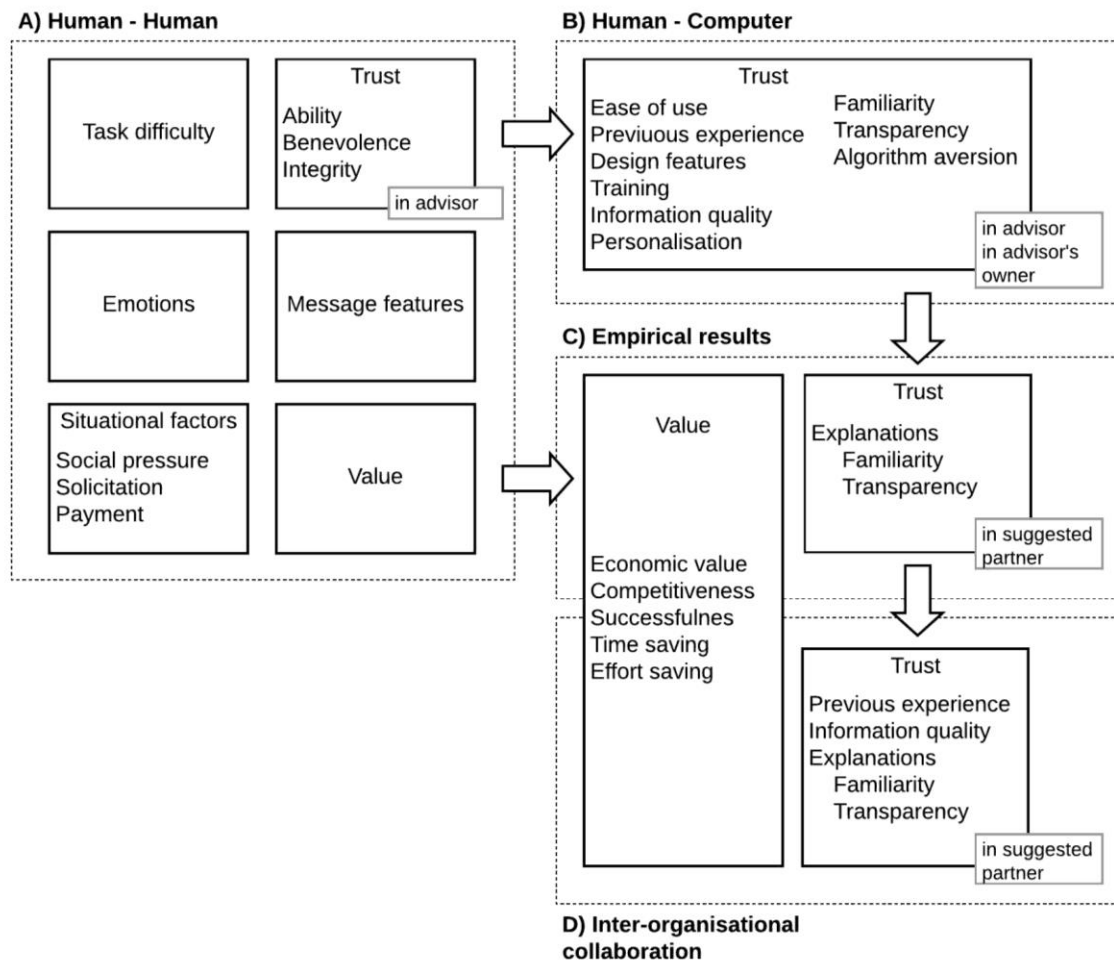 A) Human - Human
Task difficulty
Trust
Ability
Benevolence
Integrity
in advisor
Emotions
Message features
Situational factors
Social pressure
Solicitation
Payment
Value
B) Human - Computer
Trust
Ease of use
Previuous experience
Design features
Training
Information quality
Personalisation
Familiarity
Transparency
Algorithm aversion
in advisor
in advisor's
owner
C) Empirical results
Value
Economic value
Competitiveness
Successfulnes
Time saving
Effort saving
Trust
Explanations
Familiarity
Transparency
in suggested
partner
Trust
Previous experience
Information quality
Explanations
Familiarity
Transparency
in suggested
partner
D) Inter-organisational
collaboration